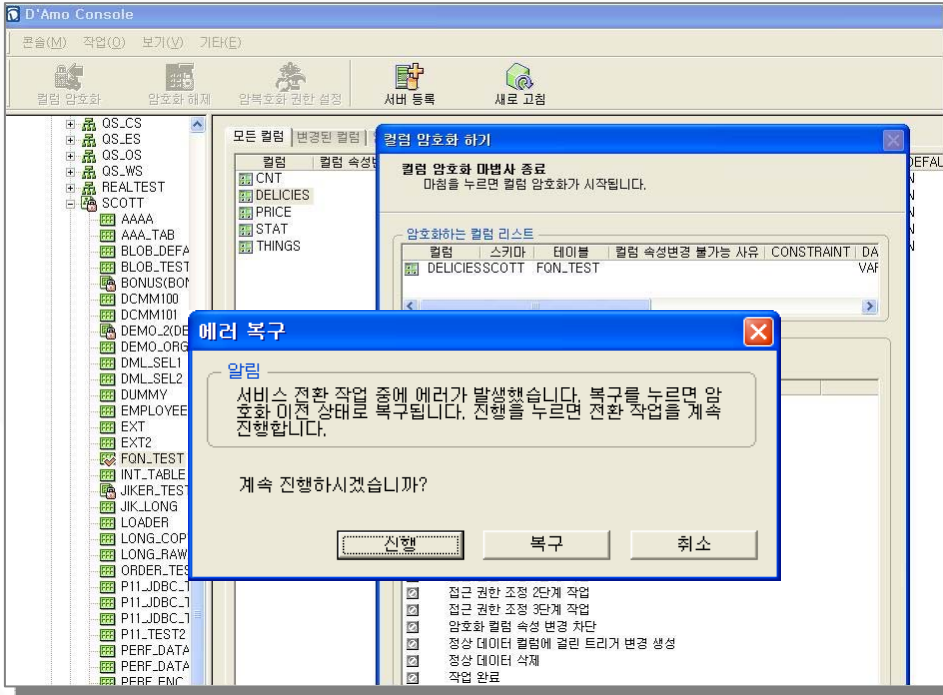 D'Amo Console
콘솔(M) 작업(O) 보기(V) 기타(E)
컬럼 암호화 암호화 해제 암복호화 권한 설정 서버 등록 새로 고침
QS_CS
QS_ES
QS_OS
QS_WS
REALTEST
SCOTT
AAAA
AAA_TAB
BLOB_DEFA
BLOB_TEST
BONUS(BON
DCMM100
DCMM101
DEMO_2(DE
DEMO_ORG
DML_SEL1
DML_SEL2
DUMMY
EMPLOYEE
EXT
EXT2
FQN_TEST
INT_TABLE
JIKER_TEST
JIK_LONG
LOADER
LONG_COP
LONG_RAW
ORDER_TES
P11_JDBC_T
P11_JDBC_T
P11_JDBC_T
P11_TEST2
PERF_DATA
PERF_DATA
PERF_ENC
모든 컬럼 변경된 컬럼
컬럼 컬럼 속성변
CNT
DELICIES
PRICE
STAT
THINGS
DEFAU
N
N
N
N
N
컬럼 암호화 하기
컬럼 암호화 마법사 종료
마침을 누르면 컬럼 암호화가 시작됩니다.
암호화하는 컬럼 리스트
컬럼 스키마 테이블 컬럼 속성변경 불가능 사유 CONSTRAINT DA
DELICIES SCOTT FQN_TEST VAR
에러 복구
알림
서비스 전환 작업 중에 에러가 발생했습니다. 복구를 누르면 암
호화 이전 상태로 복구됩니다. 진행을 누르면 전환 작업을 계속
진행합니다.
계속 진행하시겠습니까?
진행 복구 취소
접근 권한 조정 2단계 작업
접근 권한 조정 3단계 작업
암호화 컬럼 속성 변경 차단
정상 데이터 컬럼에 걸린 트리거 변경 생성
정상 데이터 삭제
작업 완료